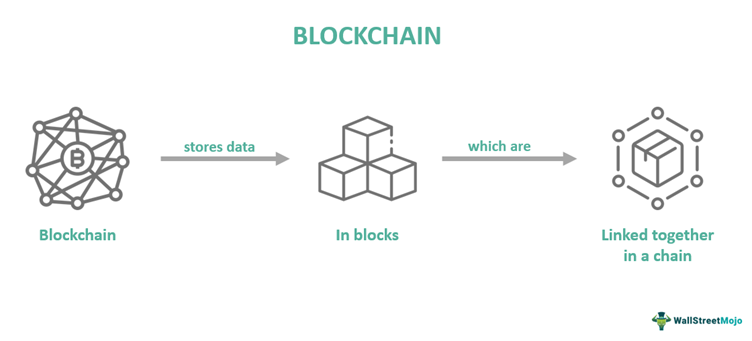 BLOCKCHAIN
stores data
which are
Blockchain
In blocks
Linked together
in a chain
WallStreetMojo